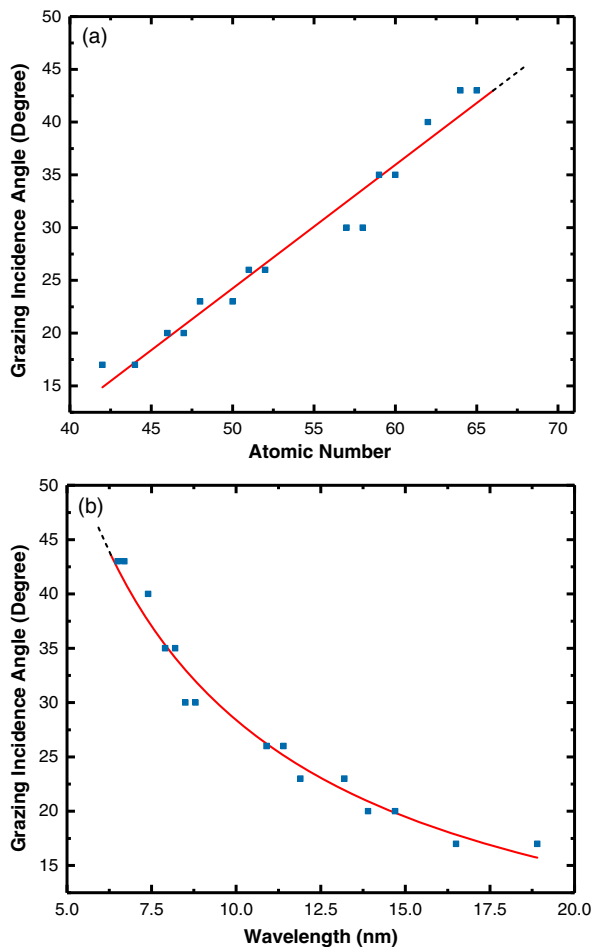 (a)
Grazing Incidence Angle (Degree)
50
45
40
35
30
25
20
15
40 45 50 55 60 65 70
Atomic Number
(b)
Grazing Incidence Angle (Degree)
50
45
40
35
30
25
20
15
5.0 7.5 10.0 12.5 15.0 17.5 20.0
Wavelength (nm)